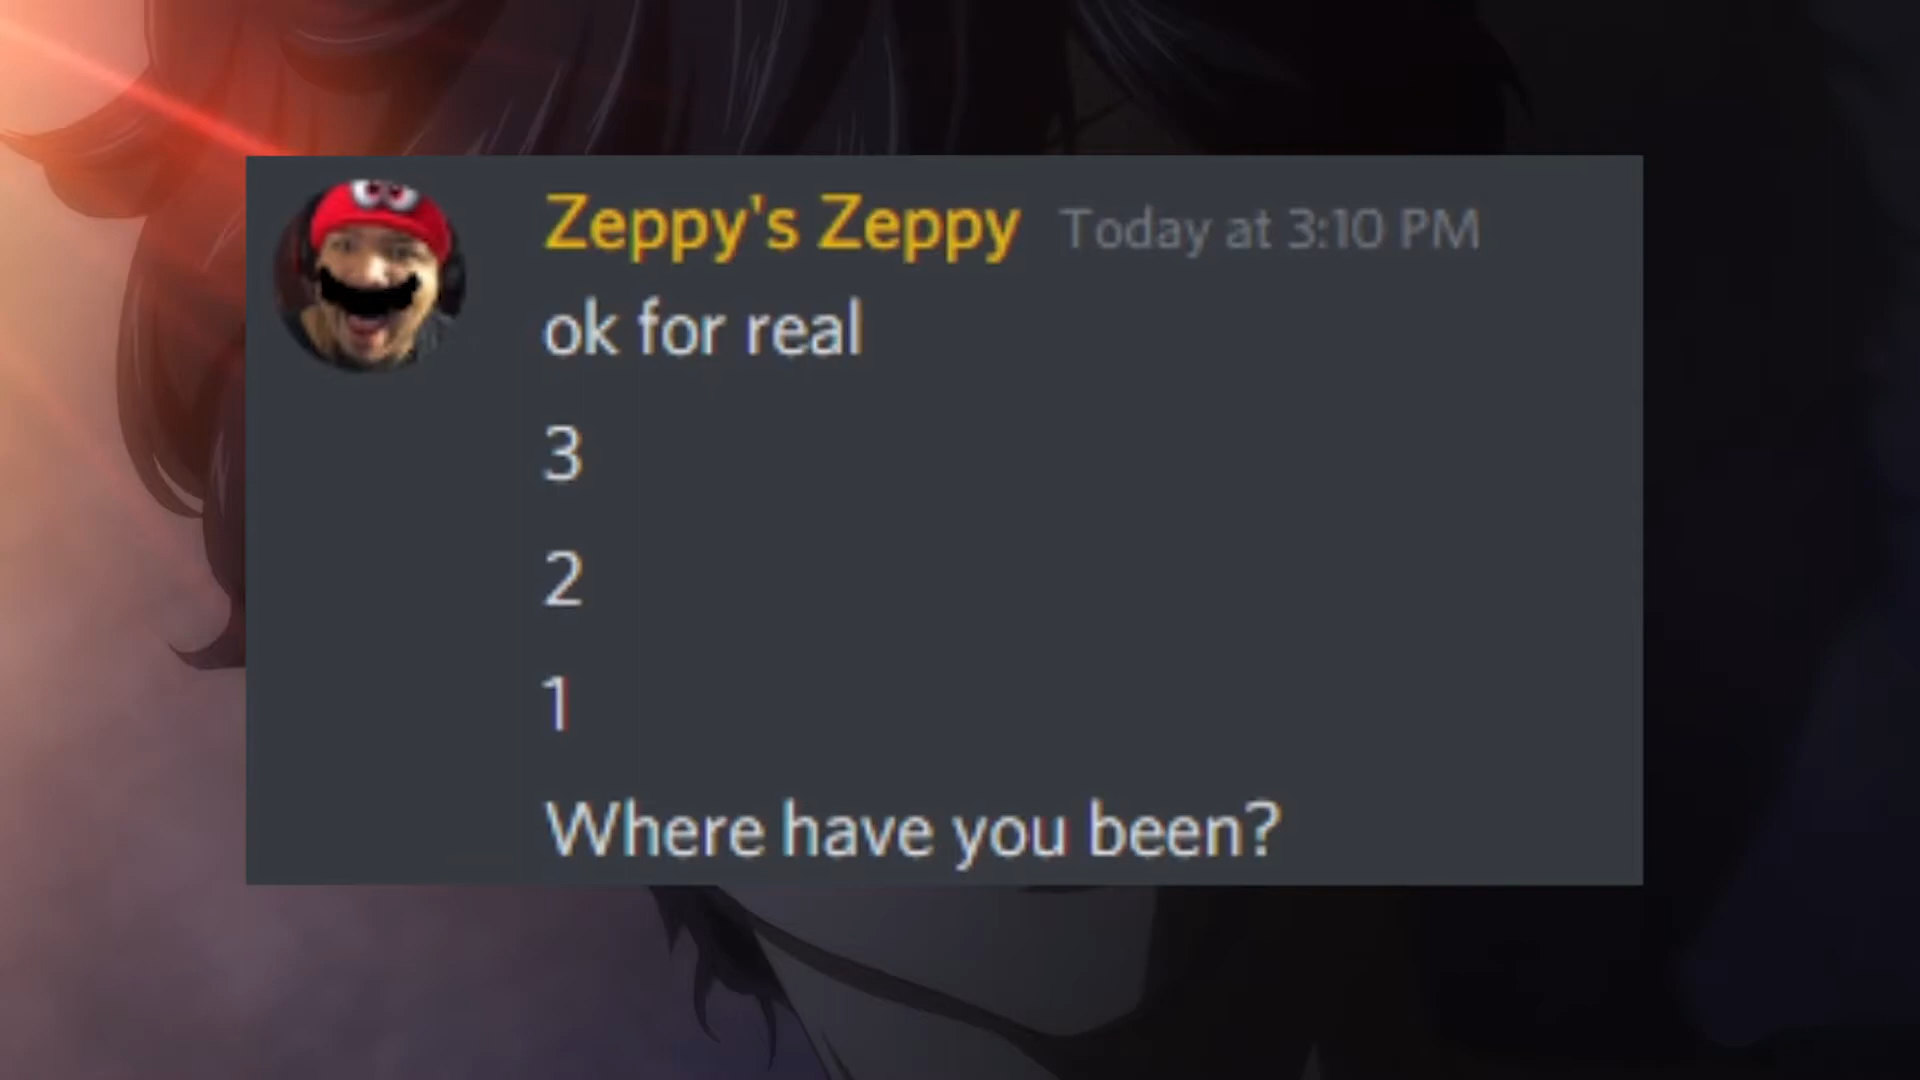 Zeppy's Zeppy Today at 3:10 PM
ok for real
3
2
1
Where have you been?